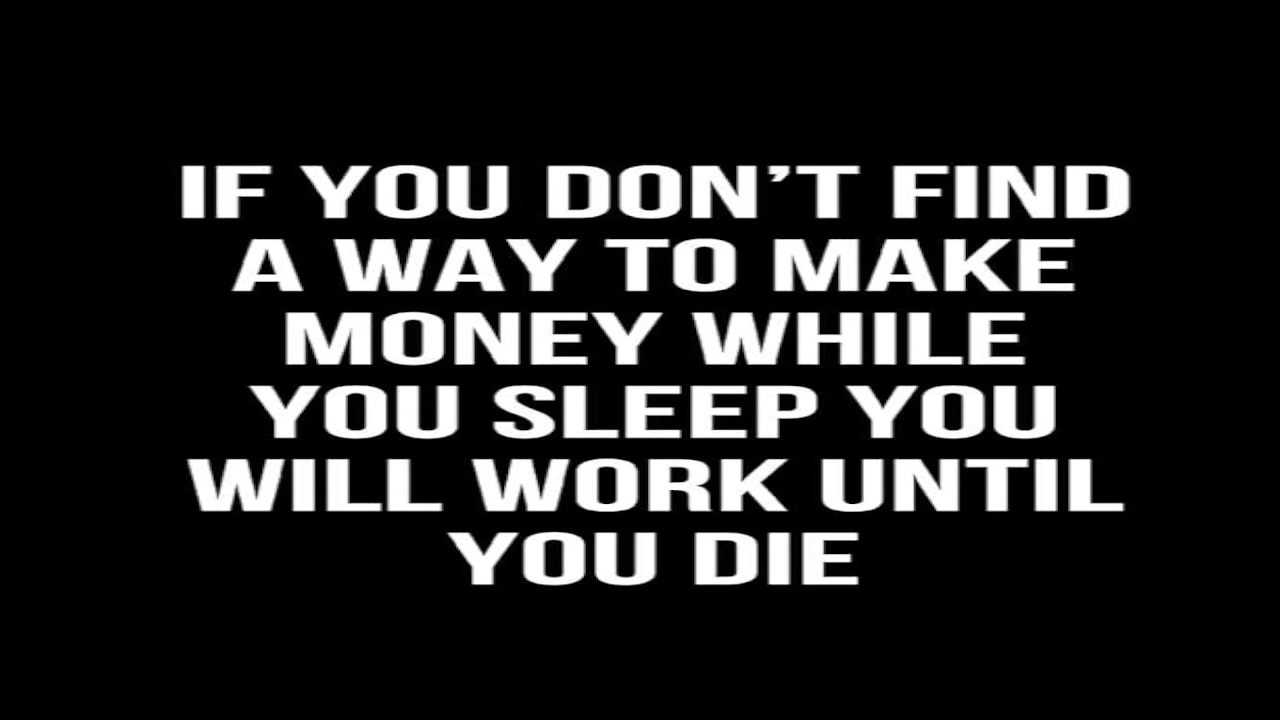 IF YOU DON'T FIND
A WAY TO MAKE
MONEY WHILE
YOU SLEEP YOU
WILL WORK UNTIL
YOU DIE